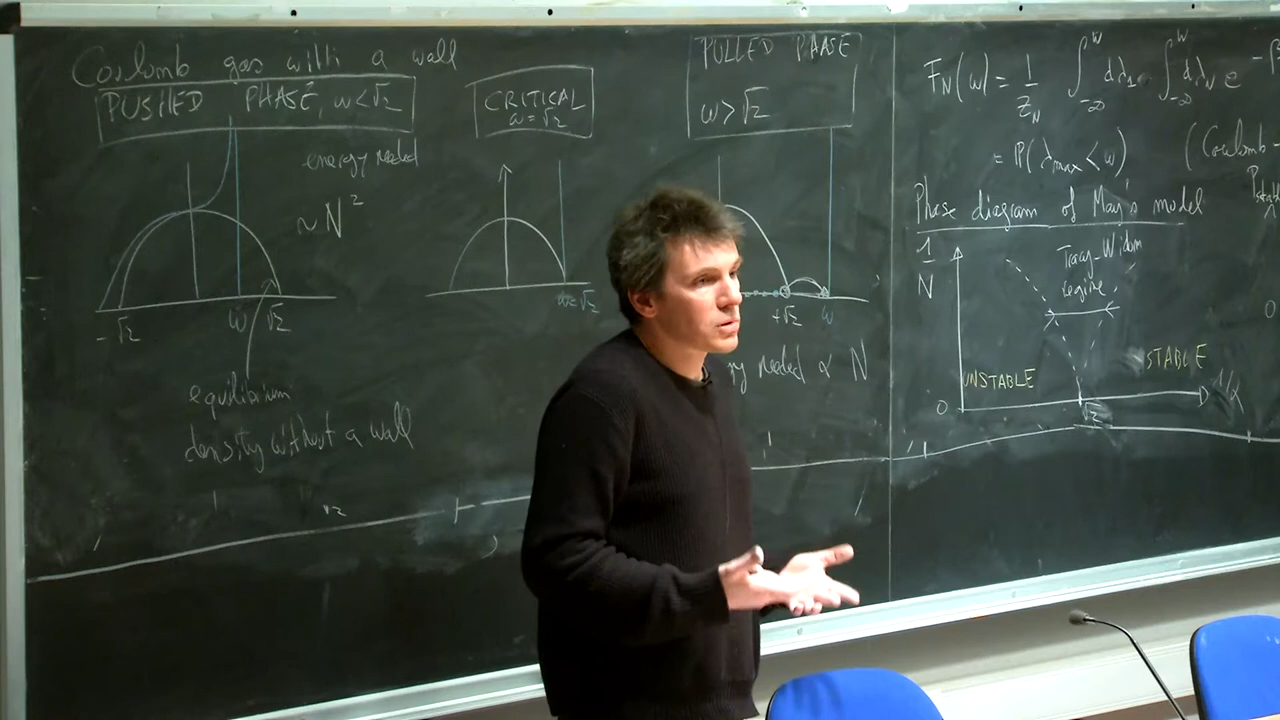 Coulomb gas with a wall
PUSHED PHASE, w<√2
energy needed
~N²
-√2
w
√2
equilibrium
density without a wall
CRITICAL
w=√2
w=√2
PULLED PHASE
w>√2
+√2
w
needed ∝ N
F_N(w) = 1/Z_N ∫_{-∞}^{w} dλ₁ ∫_{-∞}^{w} dλ_N e
= P(λmax<w)
(Coulomb
Phase diagram of May's model
1/N
Tracy-Widom
regime
UNSTABLE
STABLE
0
√2
1/α